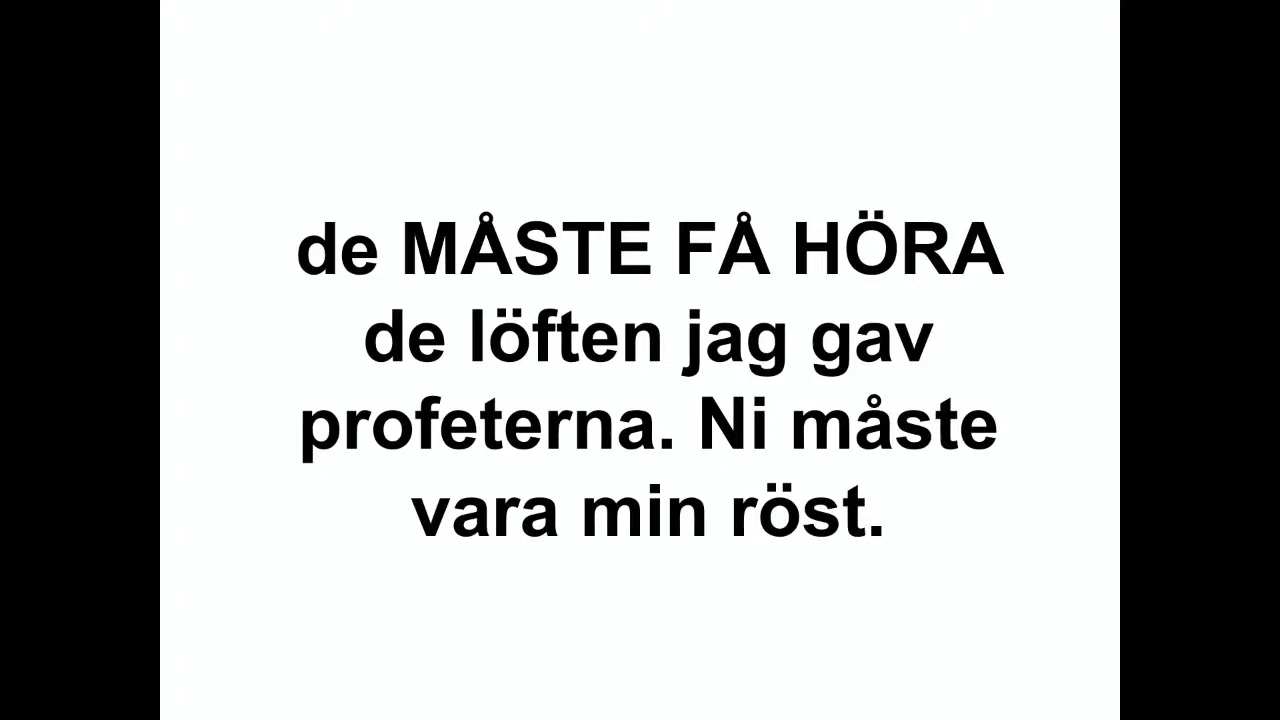 de MÅSTE FÅ HÖRA
de löften jag gav
profeterna. Ni måste
vara min röst.